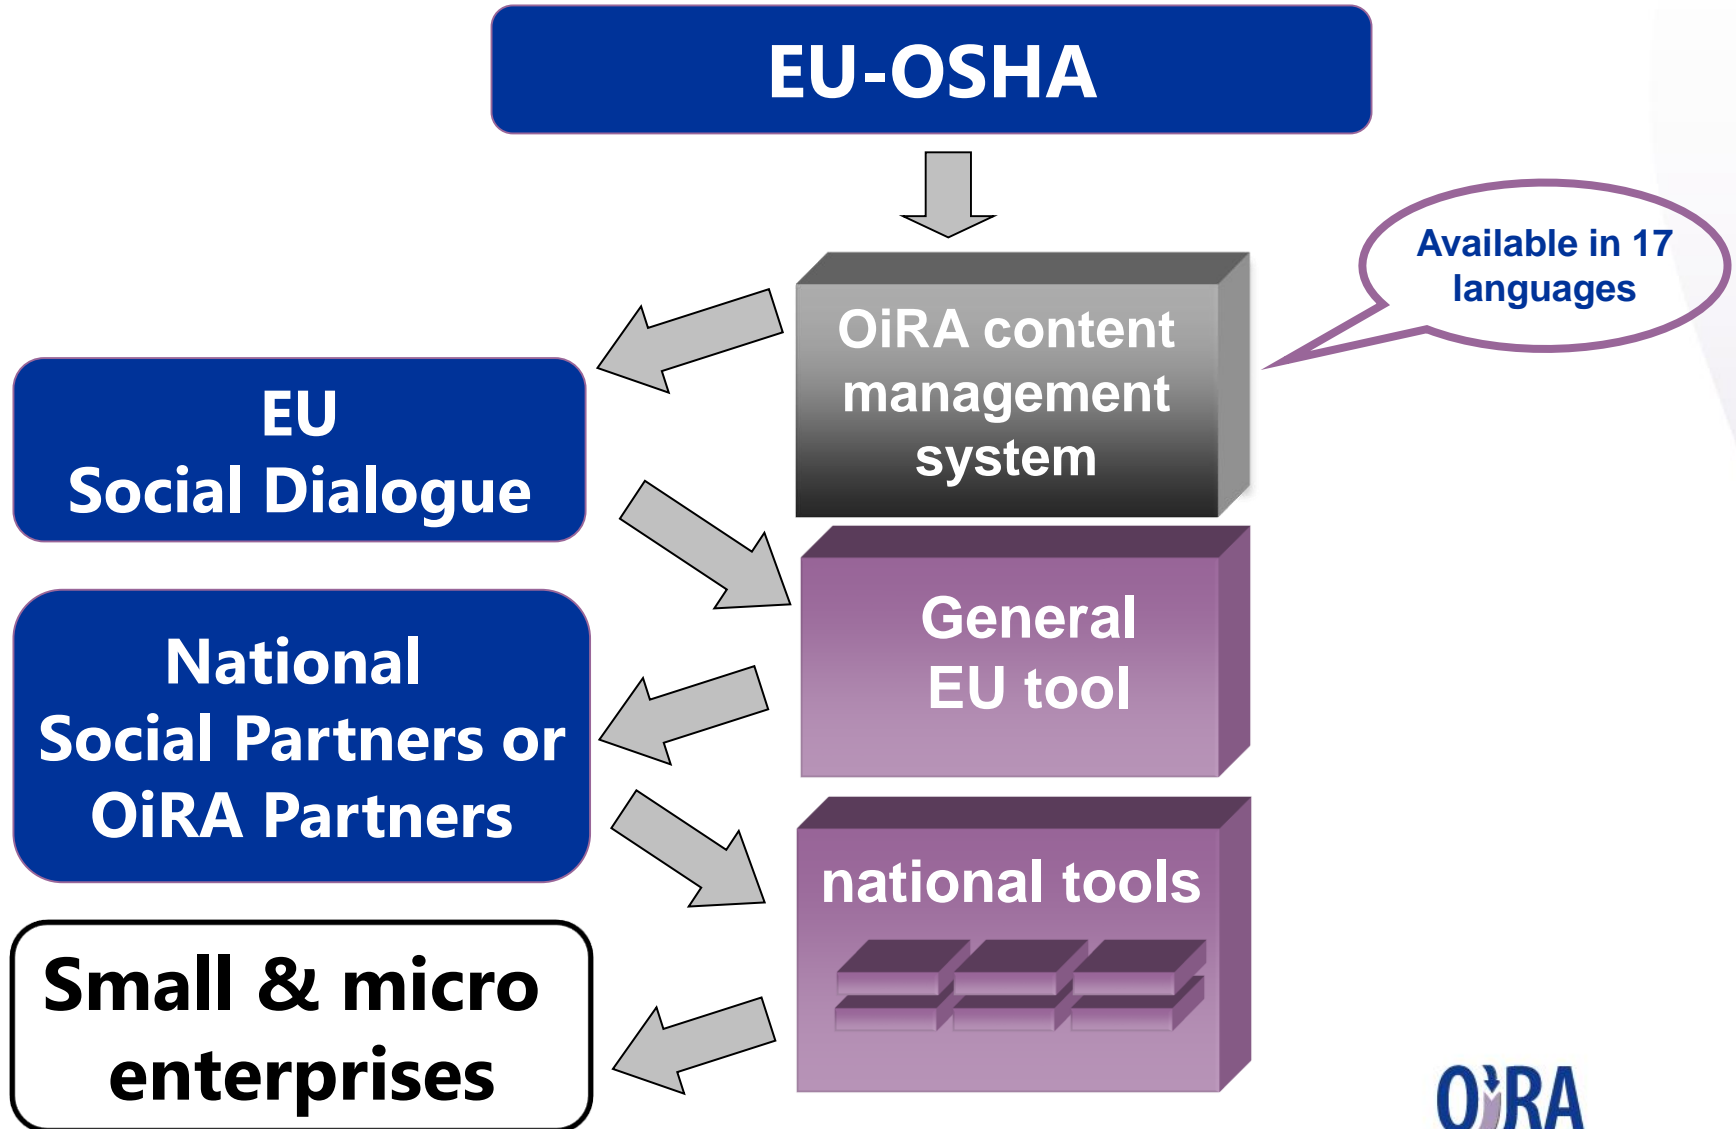 EU-OSHA
Available in 17
languages
OiRA content
management
system
EU
Social Dialogue
General
EU tool
National
Social Partners or
OiRA Partners
national tools
Small & micro
enterprises
OiRA